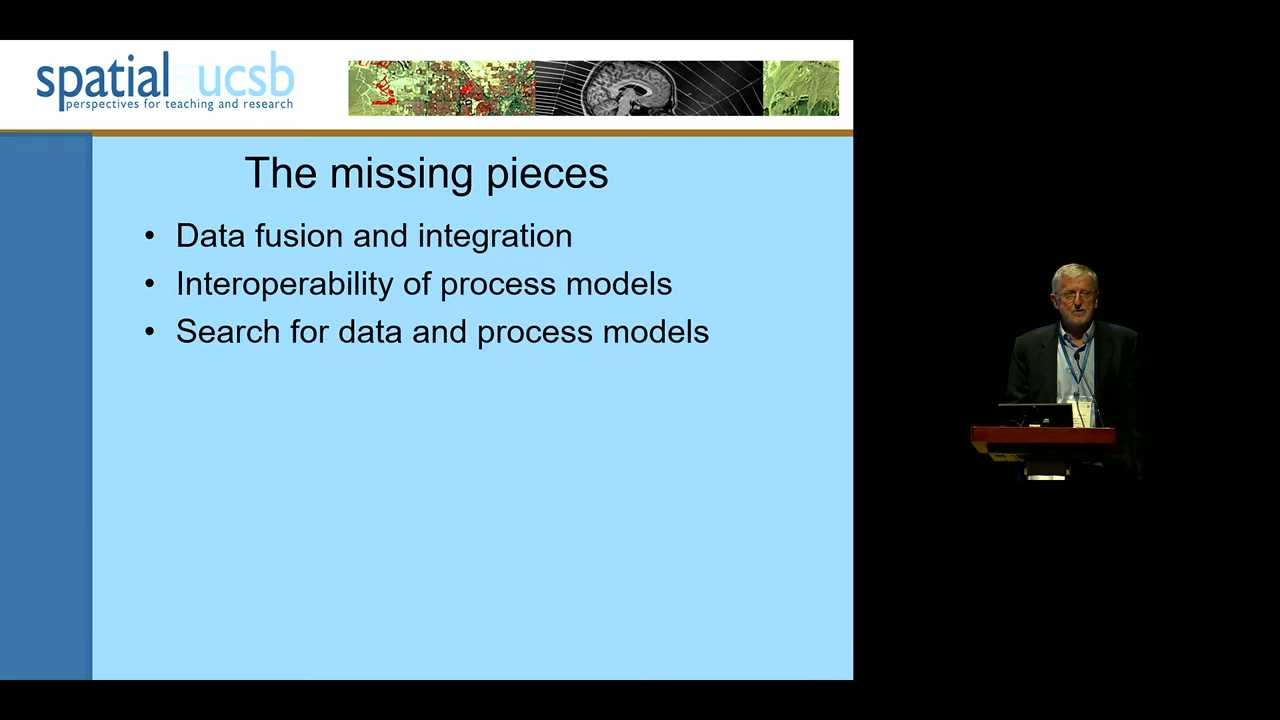 spatial@ucsb
perspectives for teaching and research
The missing pieces
• Data fusion and integration
• Interoperability of process models
• Search for data and process models